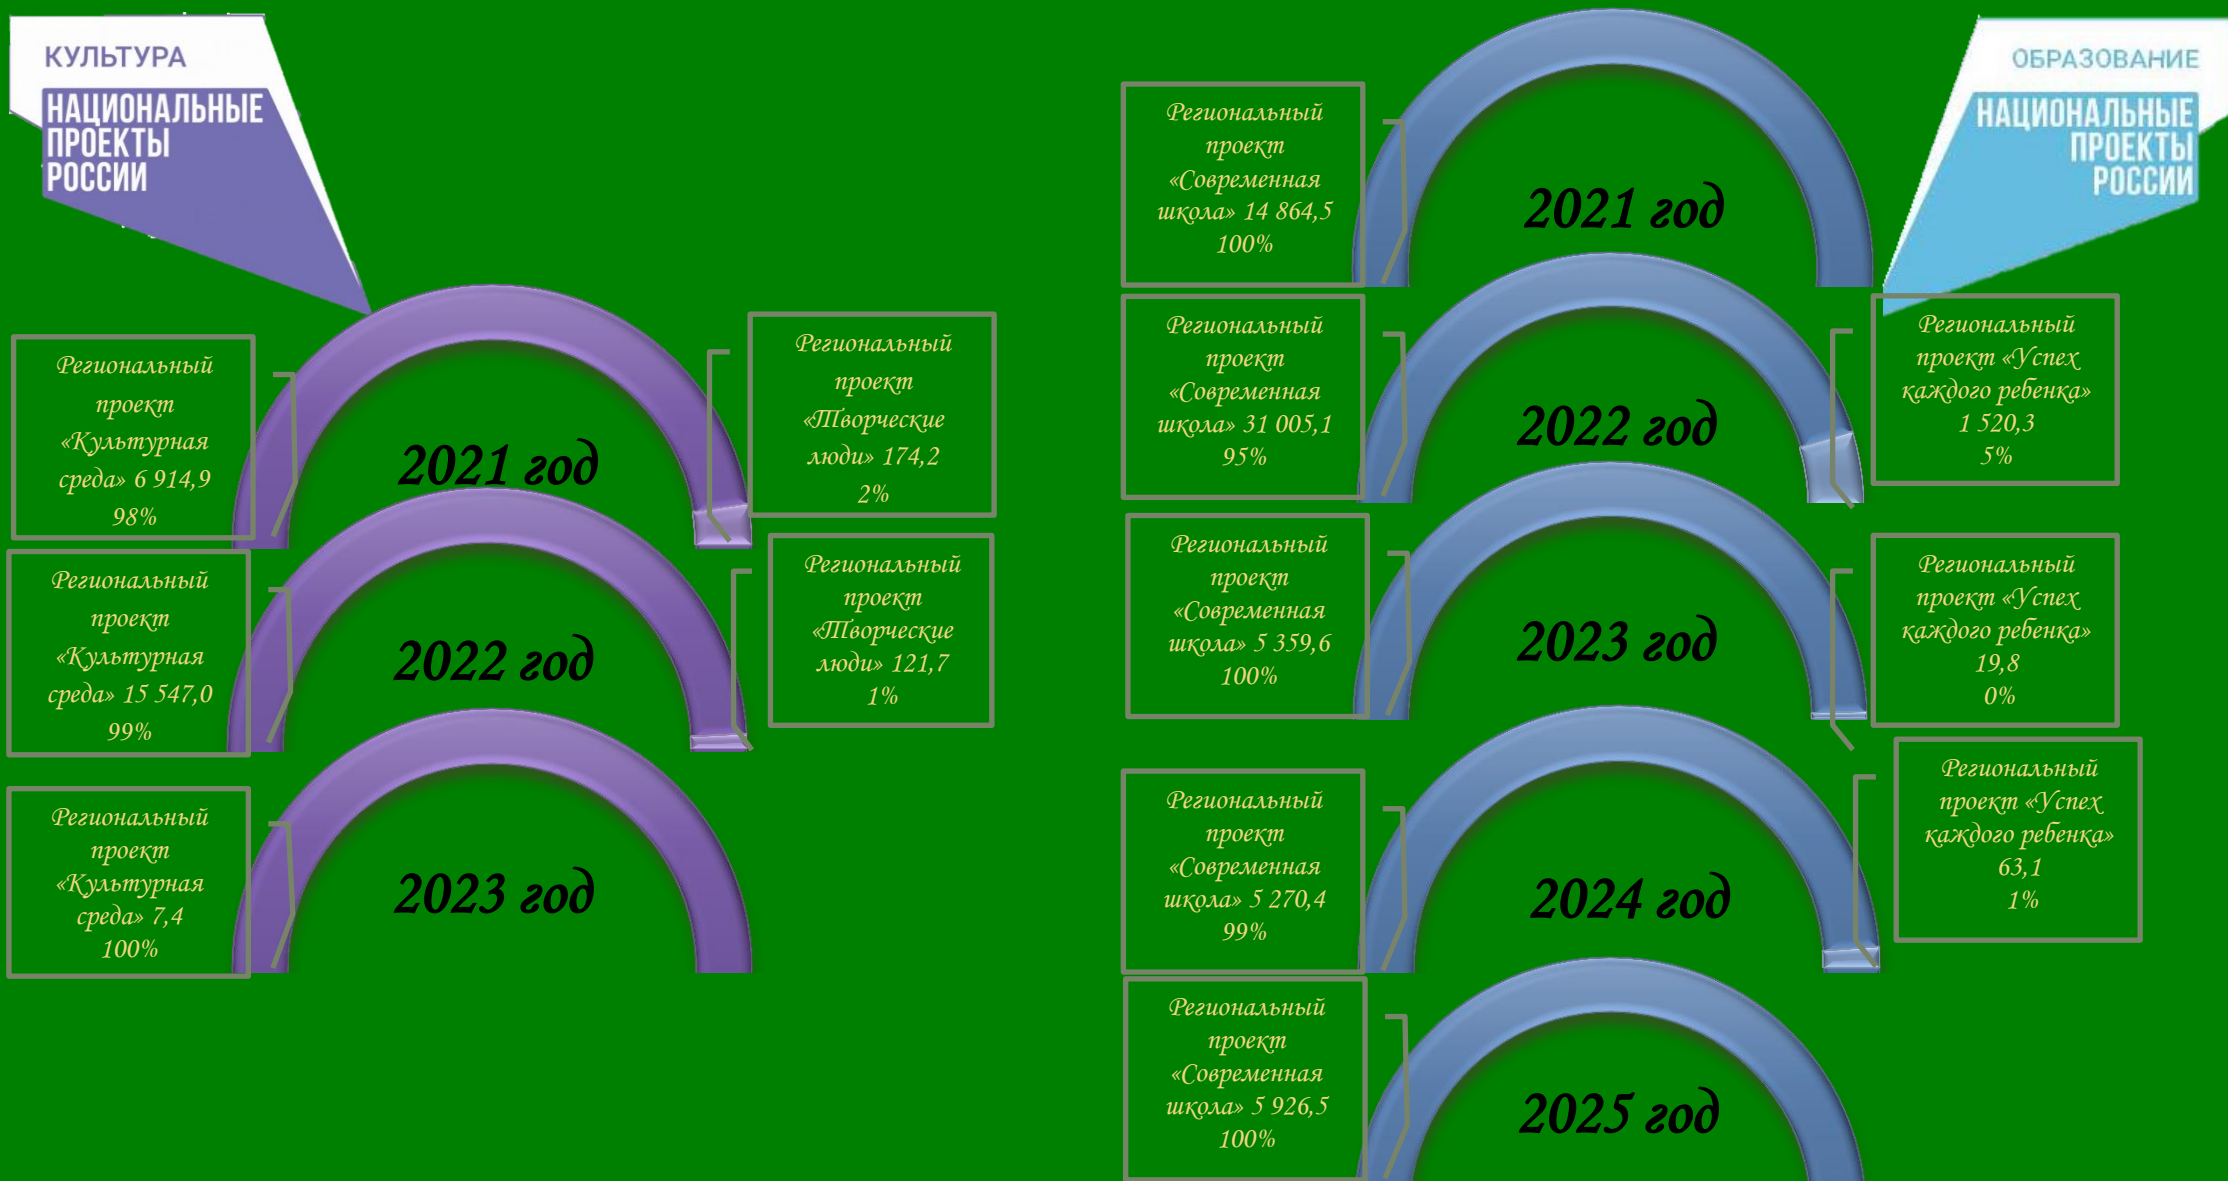 КУЛЬТУРА
НАЦИОНАЛЬНЫЕ
ПРОЕКТЫ
РОССИИ
Региональный
проект
«Культурная
среда» 6 914,9
98%
2021 год
Региональный
проект
«Творческие
люди» 174,2
2%
Региональный
проект
«Культурная
среда» 15 547,0
99%
2022 год
Региональный
проект
«Творческие
люди» 121,7
1%
Региональный
проект
«Культурная
среда» 7,4
100%
2023 год
ОБРАЗОВАНИЕ
НАЦИОНАЛЬНЫЕ
ПРОЕКТЫ
РОССИИ
Региональный
проект
«Современная
школа» 14 864,5
100%
2021 год
Региональный
проект
«Современная
школа» 31 005,1
95%
2022 год
Региональный
проект «Успех
каждого ребенка»
1 520,3
5%
Региональный
проект
«Современная
школа» 5 359,6
100%
2023 год
Региональный
проект «Успех
каждого ребенка»
19,8
0%
Региональный
проект
«Современная
школа» 5 270,4
99%
2024 год
Региональный
проект «Успех
каждого ребенка»
63,1
1%
Региональный
проект
«Современная
школа» 5 926,5
100%
2025 год